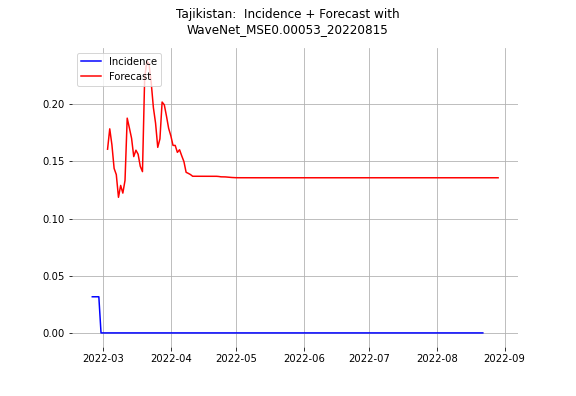 Tajikistan:  Incidence + Forecast with
WaveNet_MSE0.00053_20220815
Incidence
Forecast
0.20
0.15
0.10
0.05
0.00
2022-03 2022-04 2022-05 2022-06 2022-07 2022-08 2022-09